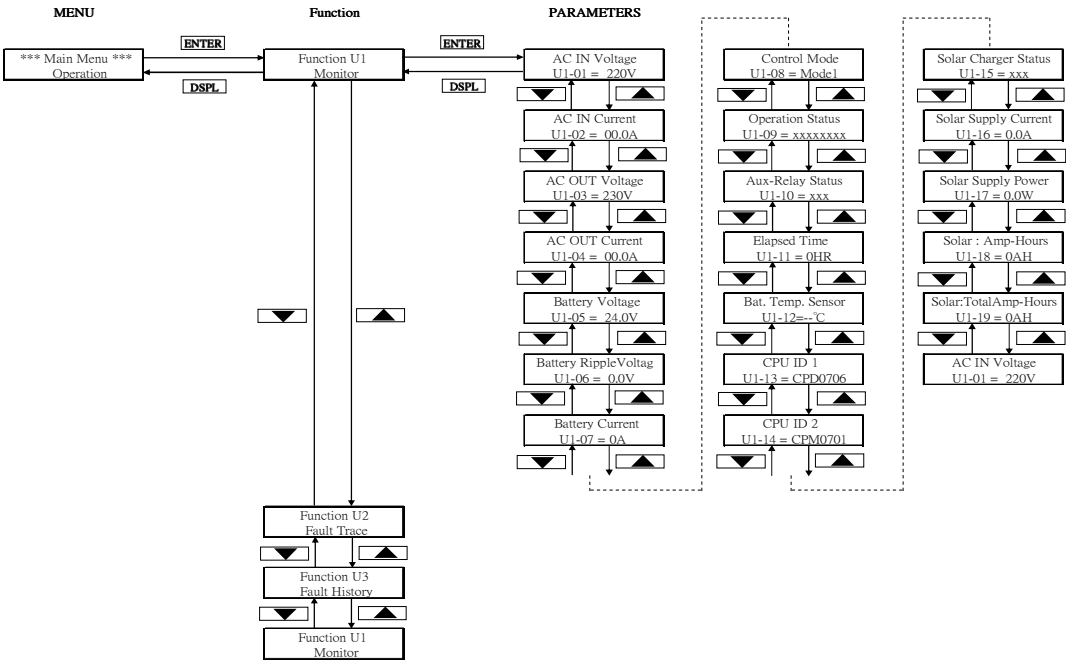 MENU
Function
PARAMETERS
*** Main Menu ***
Operation
ENTER
DSPL
Function U1
Monitor
ENTER
DSPL
AC IN Voltage
U1-01 = 220V
AC IN Current
U1-02 = 00.0A
AC OUT Voltage
U1-03 = 230V
AC OUT Current
U1-04 = 00.0A
Battery Voltage
U1-05 = 24.0V
Battery RippleVoltag
U1-06 = 0.0V
Battery Current
U1-07 = 0A
Control Mode
U1-08 = Mode1
Operation Status
U1-09 = xxxxxxxx
Aux-Relay Status
U1-10 = xxx
Elapsed Time
U1-11 = 0HR
Bat. Temp. Sensor
U1-12=--℃
CPU ID 1
U1-13 = CPD0706
CPU ID 2
U1-14 = CPM0701
Solar Charger Status
U1-15 = xxx
Solar Supply Current
U1-16 = 0.0A
Solar Supply Power
U1-17 = 0.0W
Solar : Amp-Hours
U1-18 = 0AH
Solar:TotalAmp-Hours
U1-19 = 0AH
AC IN Voltage
U1-01 = 220V
Function U2
Fault Trace
Function U3
Fault History
Function U1
Monitor